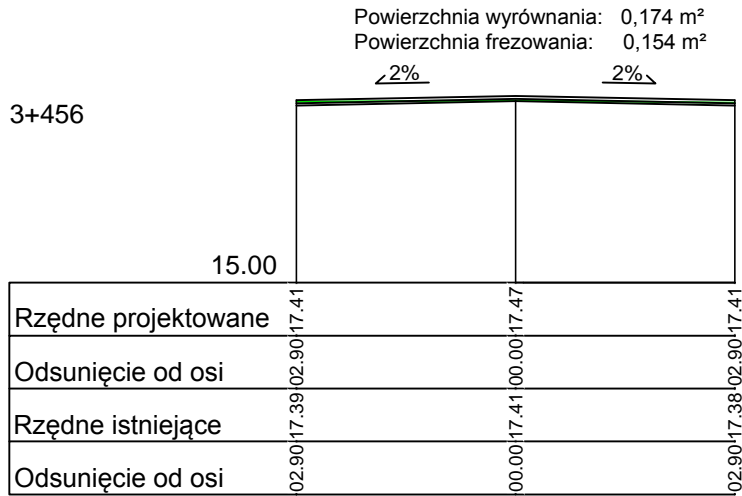 Powierzchnia wyrównania: 0,174 m²
Powierzchnia frezowania: 0,154 m²
2% 2%
3+456
15.00
Rzędne projektowane 17.41 17.47 17.41
Odsunięcie od osi 02.90 00.00 02.90
Rzędne istniejące 17.39 17.41 17.38
Odsunięcie od osi 02.90 00.00 02.90